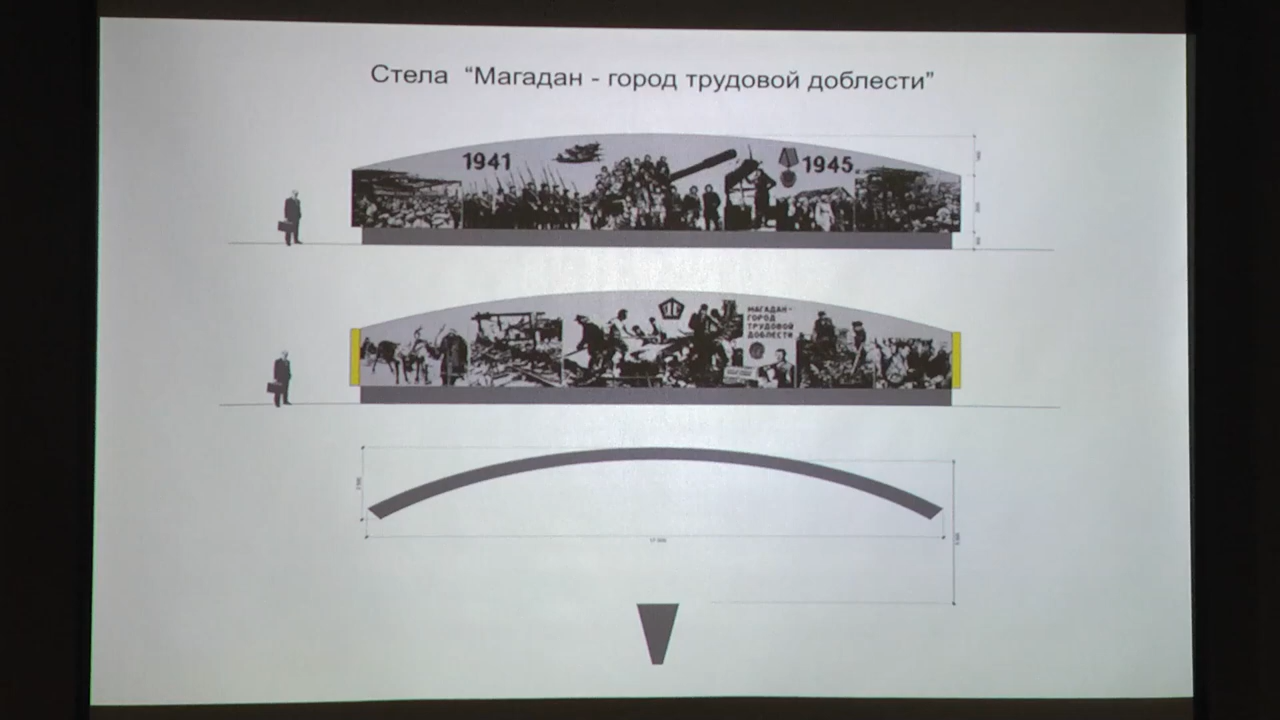 Стела “Магадан - город трудовой доблести”
1941
1945
МАГАДАН-
ГОРОД
ТРУДОВОЙ
ДОБЛЕСТИ